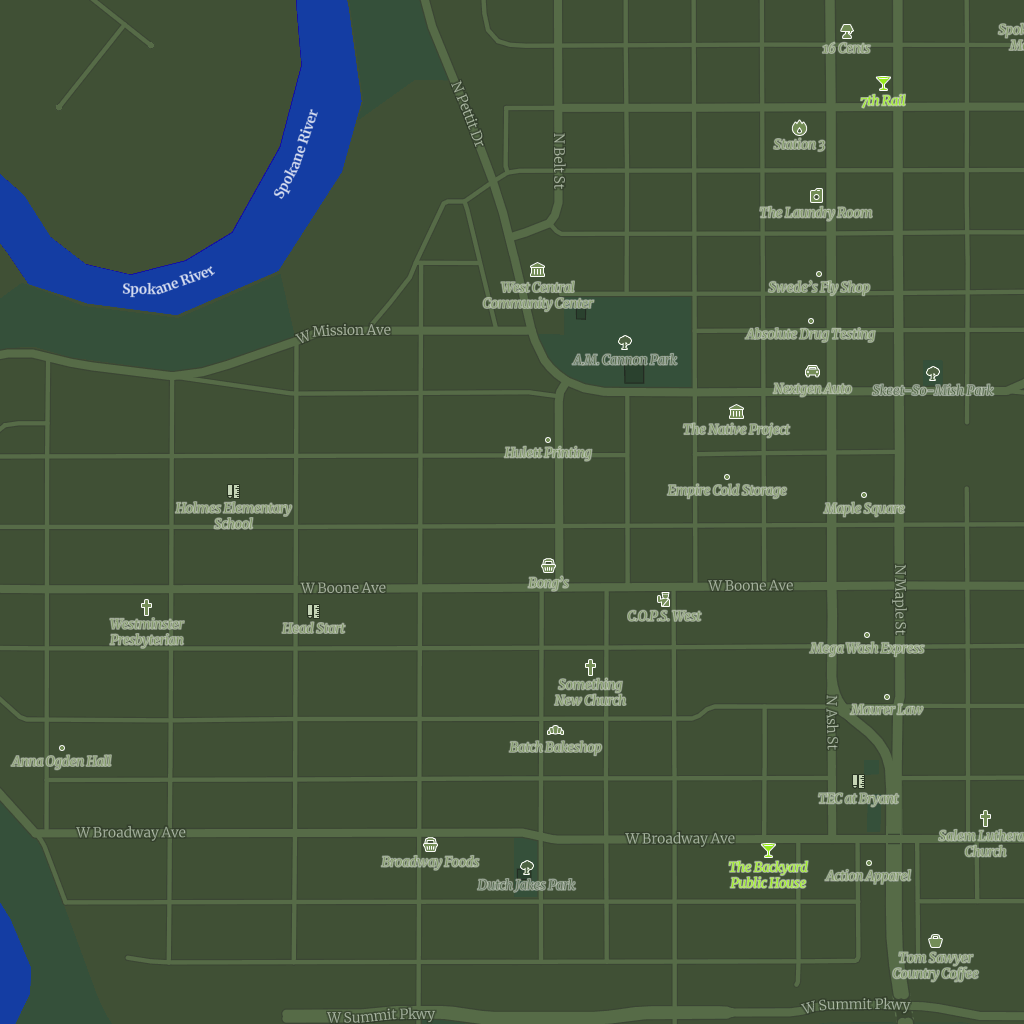 16 Cents
Spo
M
7th Rail
N Pettit Dr
Spokane River
N Belt St
Station 3
The Laundry Room
Spokane River
West Central
Community Center
Swede's Fly Shop
W Mission Ave
Absolute Drug Testing
A.M. Cannon Park
Nextgen Auto
Skeet-So-Mish Park
The Native Project
Hulett Printing
Empire Cold Storage
Maple Square
Holmes Elementary
School
Bong's
W Boone Ave
W Boone Ave
N Maple St
C.O.P.S. West
Westminster
Presbyterian
Head Start
Mega Wash Express
Something
New Church
Maurer Law
N Ash St
Batch Bakeshop
Anna Ogden Hall
TEC at Bryant
W Broadway Ave
W Broadway Ave
Salem Luthera
Church
Broadway Foods
Dutch Jakes Park
The Backyard
Public House
Action Apparel
Tom Sawyer
Country Coffee
W Summit Pkwy
W Summit Pkwy